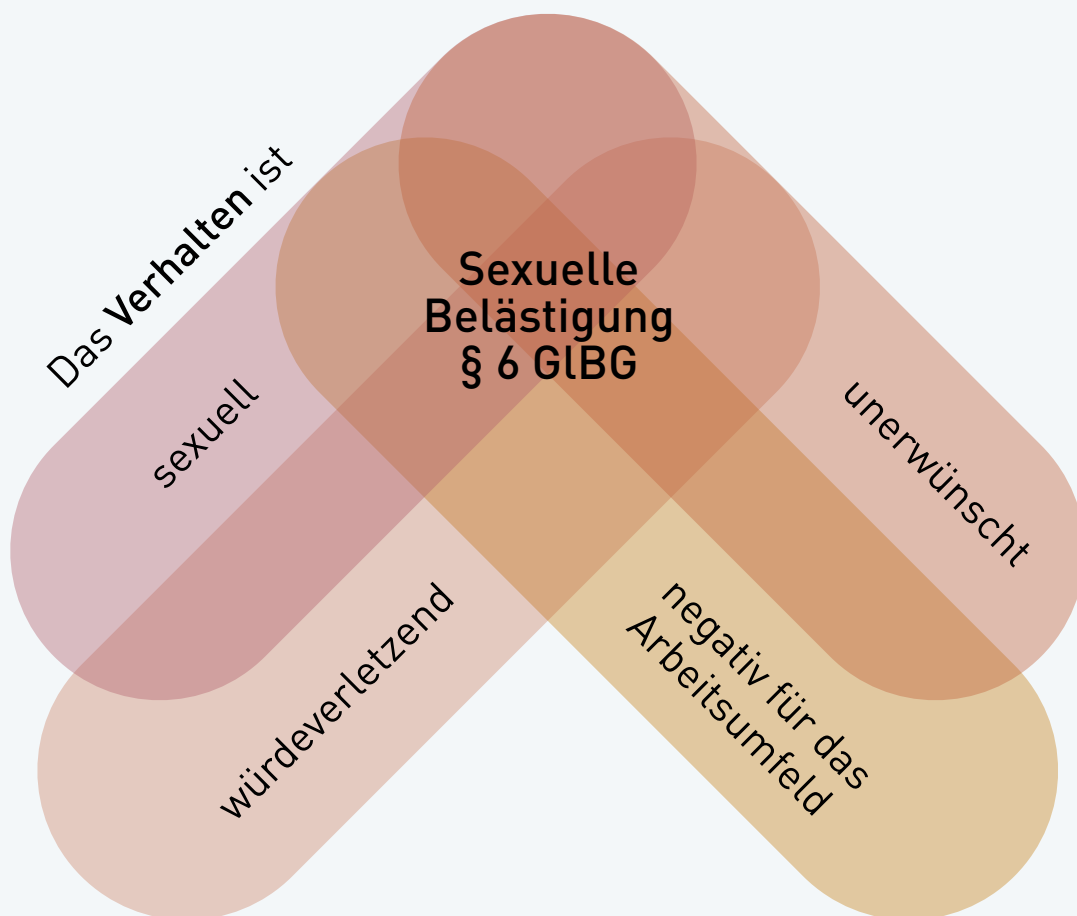 Das Verhalten ist
sexuell
Sexuelle
Belästigung
§ 6 GlBG
unerwünscht
würdeverletzend
negativ für das
Arbeitsumfeld